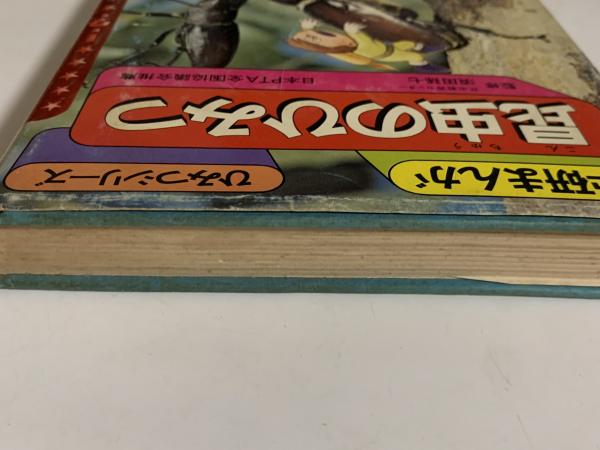 研まんが
ひみつシリーズ
こんちゅう
昆虫のひみつ
日本PTA全国協議会推薦
監修